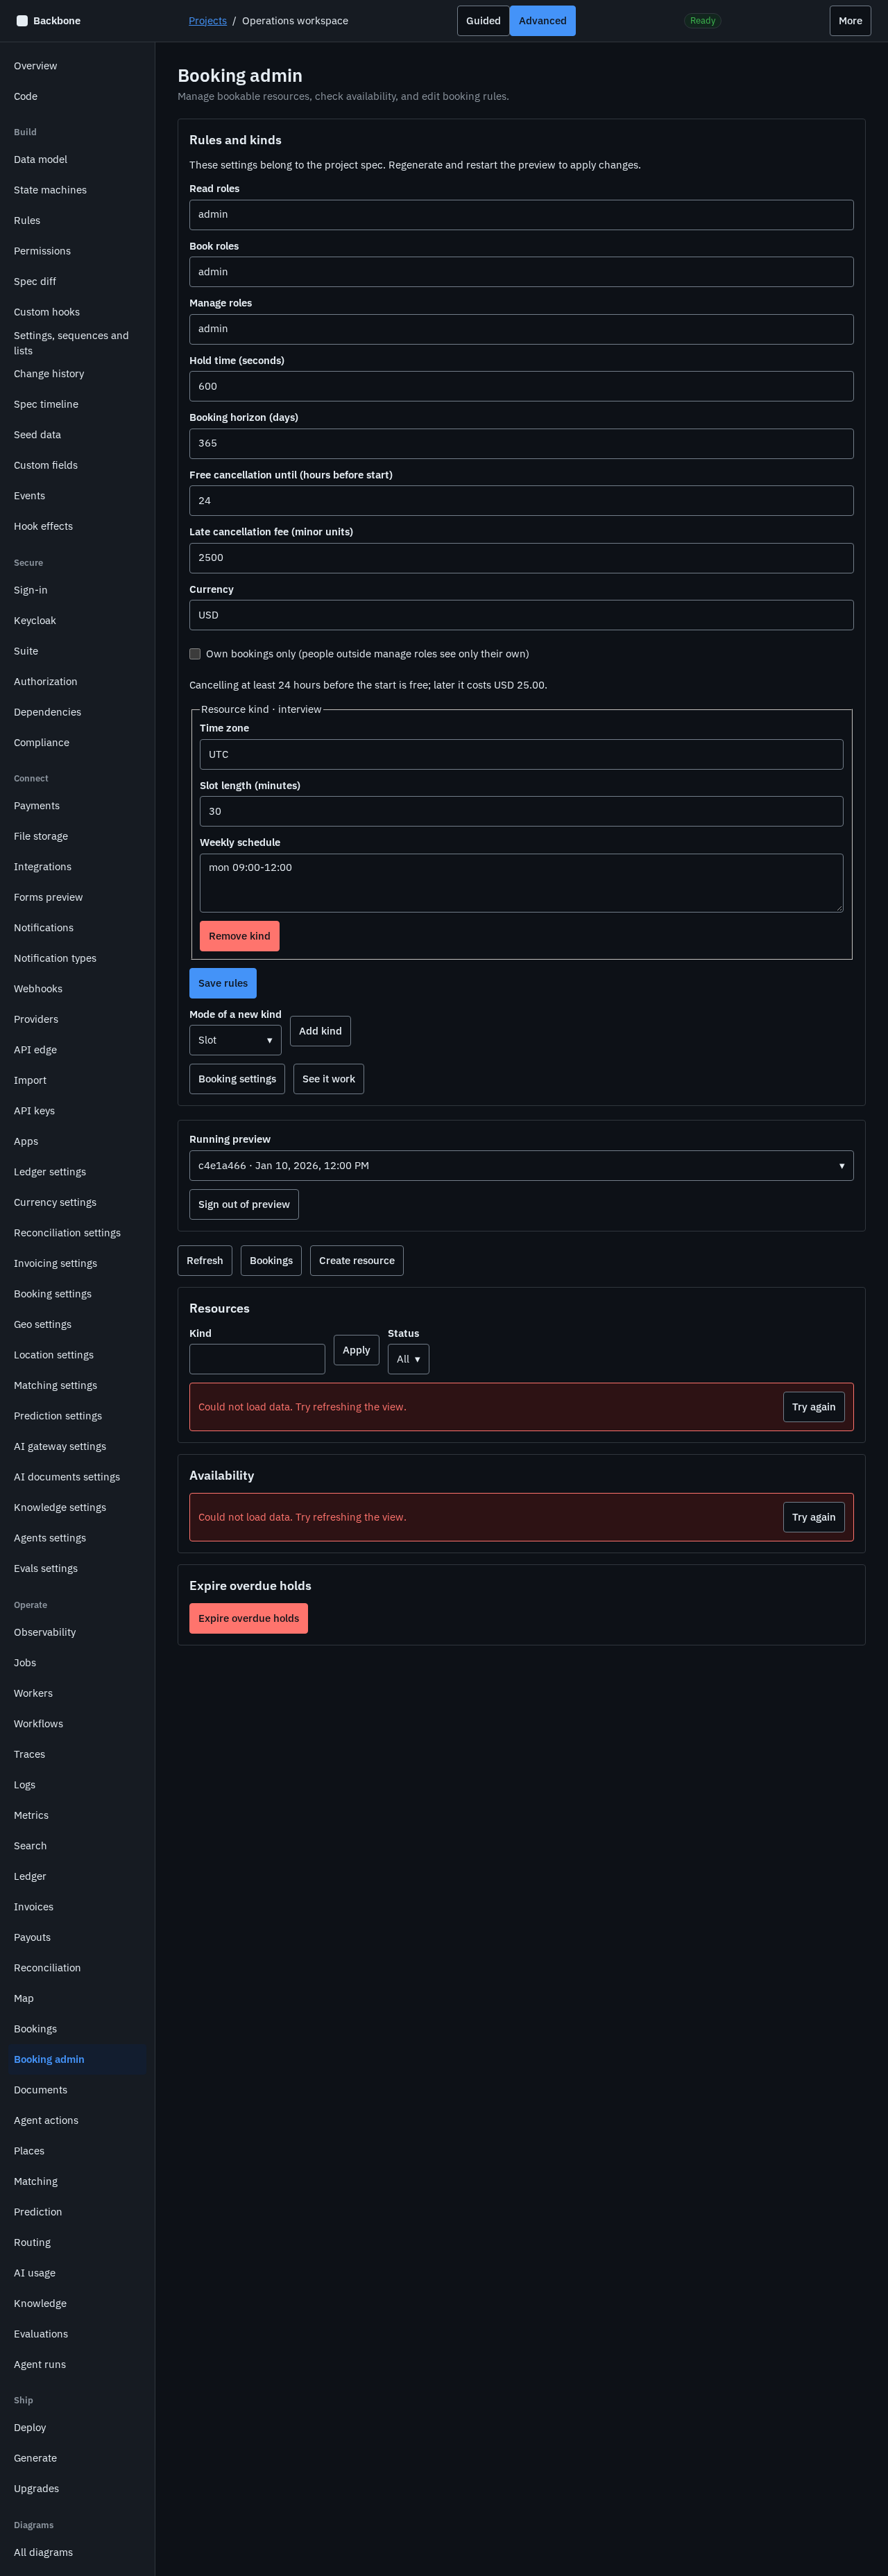 Backbone
Projects / Operations workspace
Guided
Advanced
Ready
More
Overview
Code
Build
Data model
State machines
Rules
Permissions
Spec diff
Custom hooks
Settings, sequences and
lists
Change history
Spec timeline
Seed data
Custom fields
Events
Hook effects
Secure
Sign-in
Keycloak
Suite
Authorization
Dependencies
Compliance
Connect
Payments
File storage
Integrations
Forms preview
Notifications
Notification types
Webhooks
Providers
API edge
Import
API keys
Apps
Ledger settings
Currency settings
Reconciliation settings
Invoicing settings
Booking settings
Geo settings
Location settings
Matching settings
Prediction settings
AI gateway settings
AI documents settings
Knowledge settings
Agents settings
Evals settings
Operate
Observability
Jobs
Workers
Workflows
Traces
Logs
Metrics
Search
Ledger
Invoices
Payouts
Reconciliation
Map
Bookings
Booking admin
Documents
Agent actions
Places
Matching
Prediction
Routing
AI usage
Knowledge
Evaluations
Agent runs
Ship
Deploy
Generate
Upgrades
Diagrams
All diagrams
Booking admin
Manage bookable resources, check availability, and edit booking rules.
Rules and kinds
These settings belong to the project spec. Regenerate and restart the preview to apply changes.
Read roles
admin
Book roles
admin
Manage roles
admin
Hold time (seconds)
600
Booking horizon (days)
365
Free cancellation until (hours before start)
24
Late cancellation fee (minor units)
2500
Currency
USD
Own bookings only (people outside manage roles see only their own)
Cancelling at least 24 hours before the start is free; later it costs USD 25.00.
Resource kind · interview
Time zone
UTC
Slot length (minutes)
30
Weekly schedule
mon 09:00-12:00
Remove kind
Save rules
Mode of a new kind
Slot
Add kind
Booking settings
See it work
Running preview
c4e1a466 · Jan 10, 2026, 12:00 PM
Sign out of preview
Refresh
Bookings
Create resource
Resources
Kind
Apply
Status
All
Could not load data. Try refreshing the view.
Try again
Availability
Could not load data. Try refreshing the view.
Try again
Expire overdue holds
Expire overdue holds